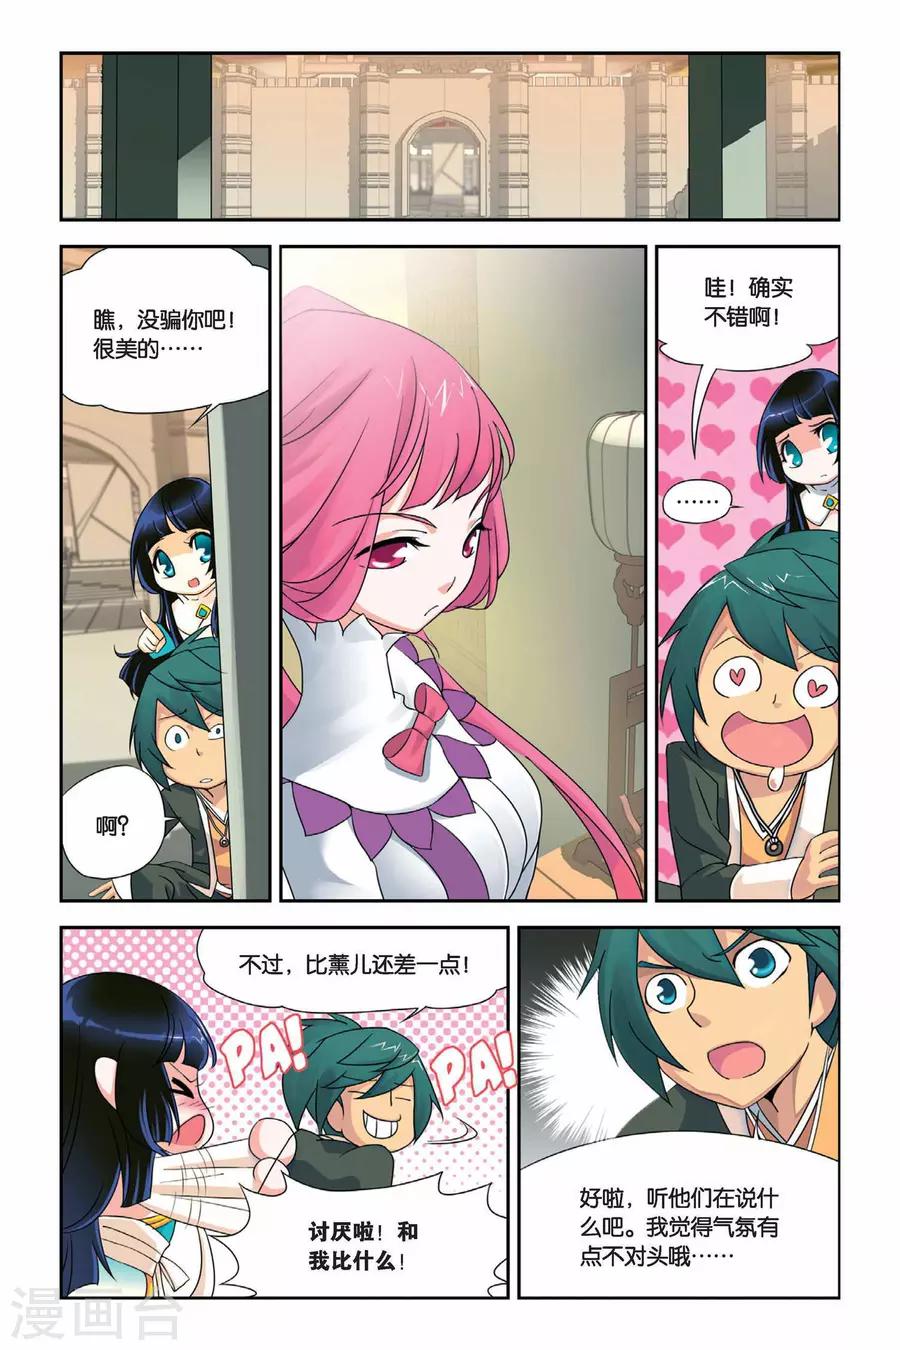 瞧，没骗你吧！
很美的……
啊？
哇！确实
不错啊！
……
不过，比薰儿还差一点！
PA!
PA!
讨厌啦！和
我比什么！
好啦，听他们在说什
么吧。我觉得气氛有
点不对头哦……
漫画台